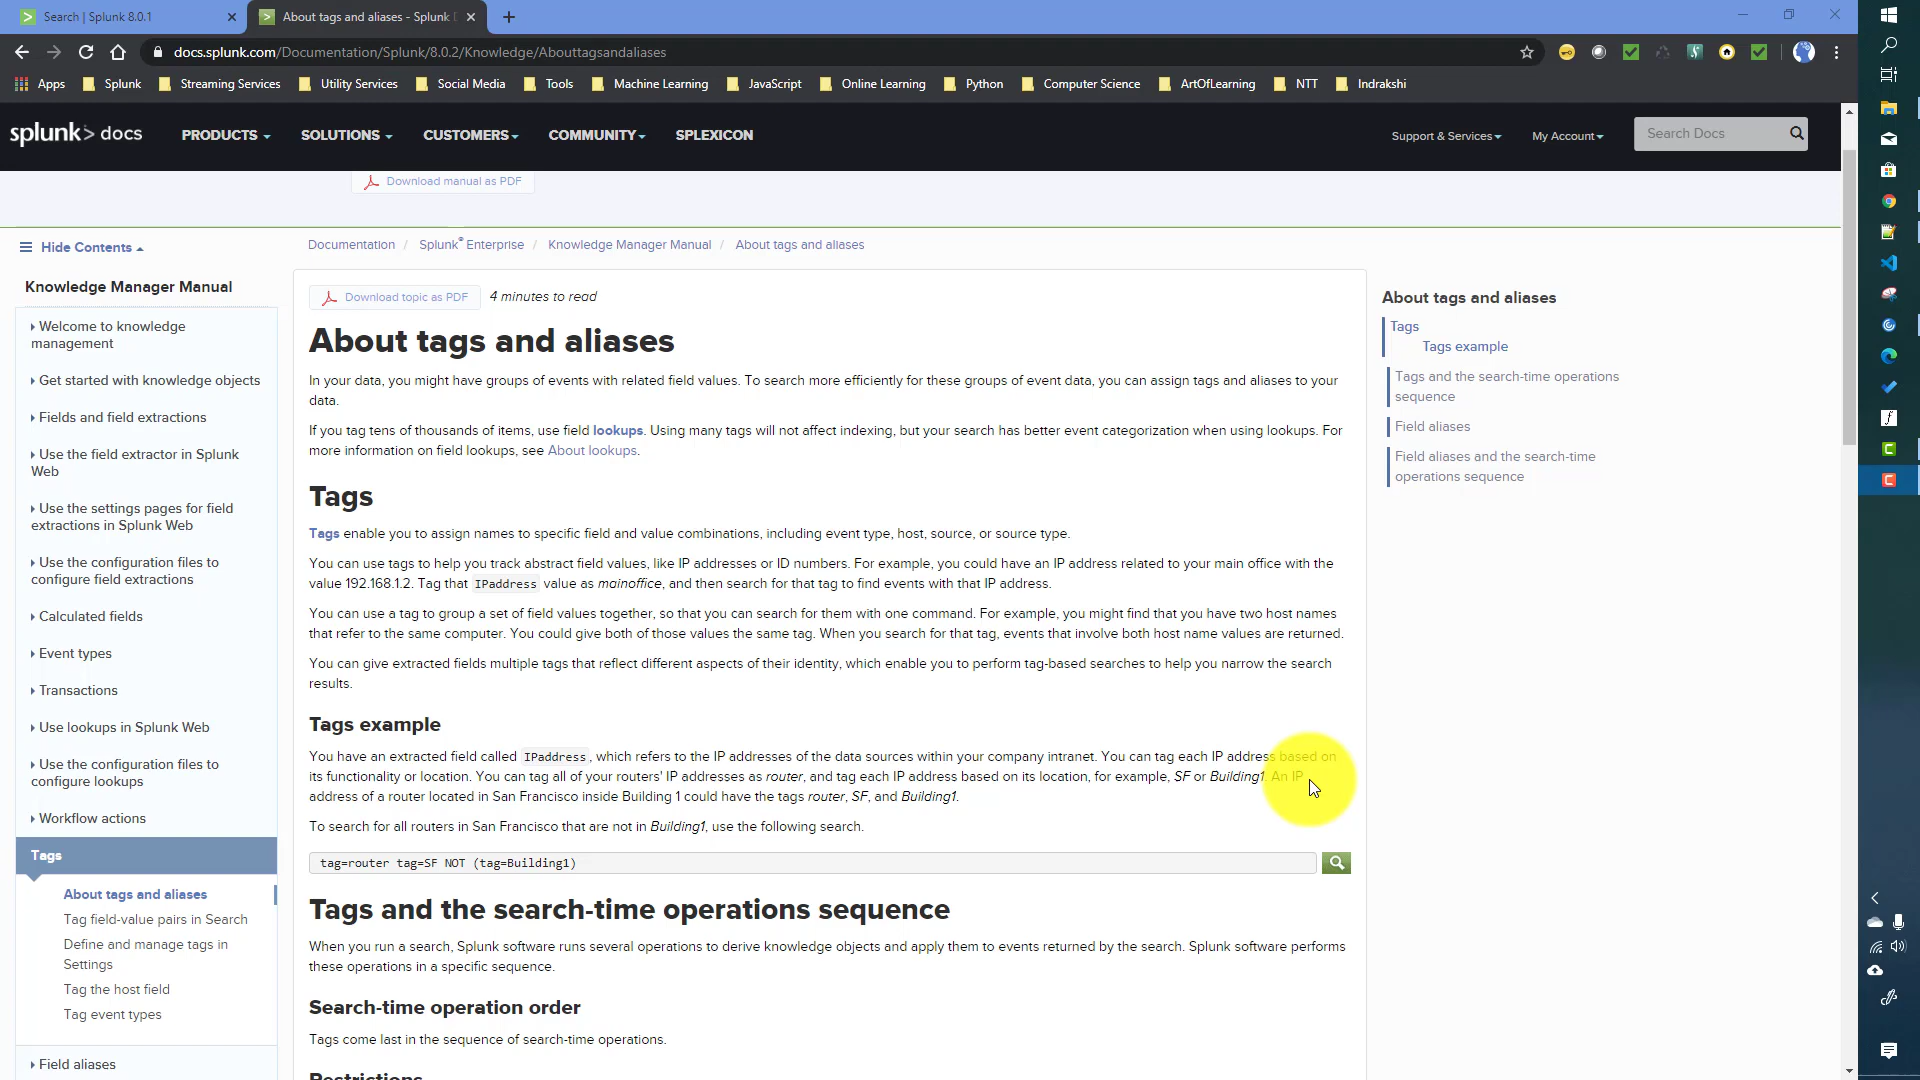 Search | Splunk 8.0.1
About tags and aliases - Splunk
docs.splunk.com/Documentation/Splunk/8.0.2/Knowledge/Abouttagsandaliases
Apps Splunk Streaming Services Utility Services Social Media Tools Machine Learning JavaScript Online Learning Python Computer Science ArtOfLearning NTT Indrakshi
splunk> docs PRODUCTS SOLUTIONS CUSTOMERS COMMUNITY SPLEXICON Support & Services My Account Search Docs
Download manual as PDF
Hide Contents
Documentation / Splunk® Enterprise / Knowledge Manager Manual / About tags and aliases
Knowledge Manager Manual
Welcome to knowledge
management
Get started with knowledge objects
Fields and field extractions
Use the field extractor in Splunk
Web
Use the settings pages for field
extractions in Splunk Web
Use the configuration files to
configure field extractions
Calculated fields
Event types
Transactions
Use lookups in Splunk Web
Use the configuration files to
configure lookups
Workflow actions
Tags
About tags and aliases
Tag field-value pairs in Search
Define and manage tags in
Settings
Tag the host field
Tag event types
Field aliases
Download topic as PDF 4 minutes to read
About tags and aliases
In your data, you might have groups of events with related field values. To search more efficiently for these groups of event data, you can assign tags and aliases to your
data.
If you tag tens of thousands of items, use field lookups. Using many tags will not affect indexing, but your search has better event categorization when using lookups. For
more information on field lookups, see About lookups.
Tags
Tags enable you to assign names to specific field and value combinations, including event type, host, source, or source type.
You can use tags to help you track abstract field values, like IP addresses or ID numbers. For example, you could have an IP address related to your main office with the
value 192.168.1.2. Tag that IPaddress value as mainoffice, and then search for that tag to find events with that IP address.
You can use a tag to group a set of field values together, so that you can search for them with one command. For example, you might find that you have two host names
that refer to the same computer. You could give both of those values the same tag. When you search for that tag, events that involve both host name values are returned.
You can give extracted fields multiple tags that reflect different aspects of their identity, which enable you to perform tag-based searches to help you narrow the search
results.
Tags example
You have an extracted field called IPaddress, which refers to the IP addresses of the data sources within your company intranet. You can tag each IP address based on
its functionality or location. You can tag all of your routers' IP addresses as router, and tag each IP address based on its location, for example, SF or Building1. An IP
address of a router located in San Francisco inside Building 1 could have the tags router, SF, and Building1.
To search for all routers in San Francisco that are not in Building1, use the following search.
tag=router tag=SF NOT (tag=Building1)
Tags and the search-time operations sequence
When you run a search, Splunk software runs several operations to derive knowledge objects and apply them to events returned by the search. Splunk software performs
these operations in a specific sequence.
Search-time operation order
Tags come last in the sequence of search-time operations.
Restrictions
About tags and aliases
Tags
Tags example
Tags and the search-time operations
sequence
Field aliases
Field aliases and the search-time
operations sequence